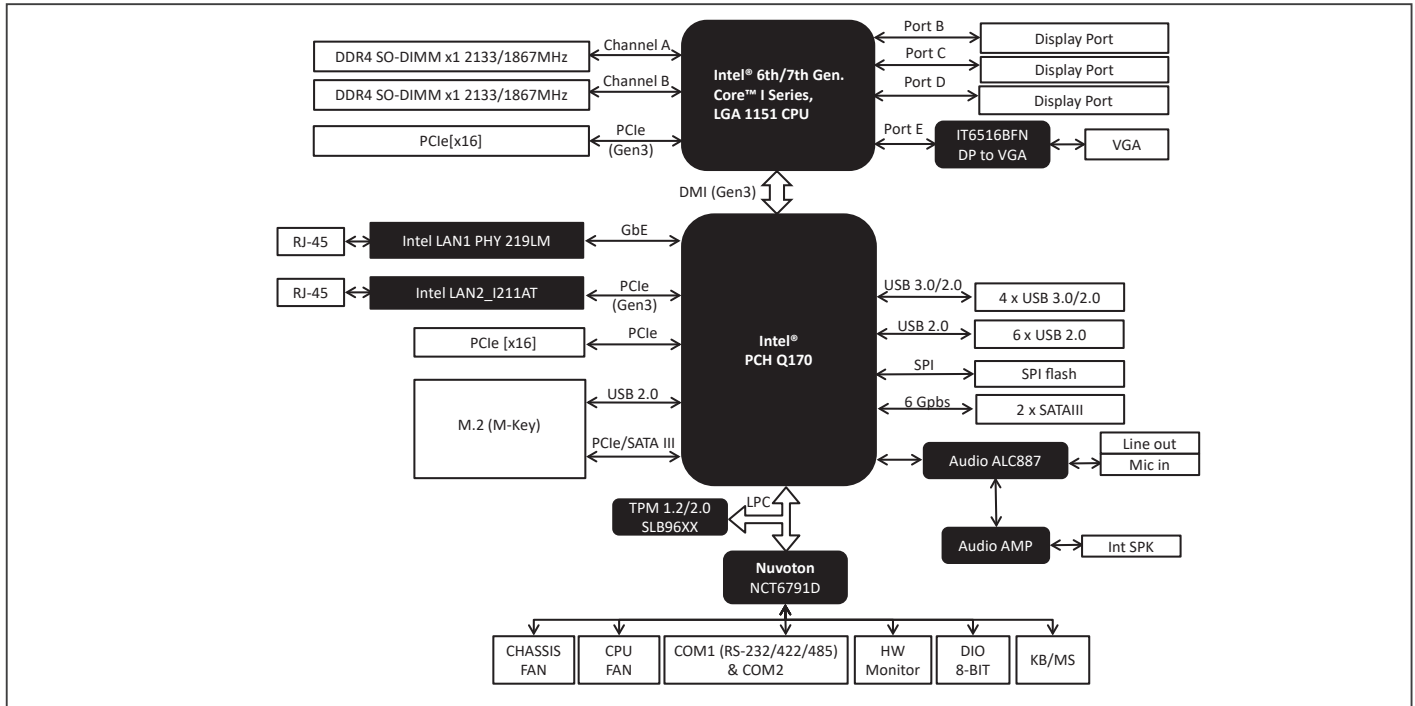 DDR4 SO-DIMM x1 2133/1867MHz
Channel A
DDR4 SO-DIMM x1 2133/1867MHz
Channel B
PCIe[x16]
PCIe
(Gen3)
Intel® 6th/7th Gen.
Core™ I Series,
LGA 1151 CPU
Port B
Display Port
Port C
Display Port
Port D
Display Port
Port E
IT6516BFN
DP to VGA
VGA
DMI (Gen3)
RJ-45
Intel LAN1 PHY 219LM
GbE
RJ-45
Intel LAN2_I211AT
PCIe
(Gen3)
PCIe [x16]
PCIe
M.2 (M-Key)
USB 2.0
PCIe/SATA III
Intel®
PCH Q170
USB 3.0/2.0
4 x USB 3.0/2.0
USB 2.0
6 x USB 2.0
SPI
SPI flash
6 Gpbs
2 x SATAIII
Audio ALC887
Line out
Mic in
Audio AMP
Int SPK
TPM 1.2/2.0
SLB96XX
LPC
Nuvoton
NCT6791D
CHASSIS
FAN
CPU
FAN
COM1 (RS-232/422/485)
& COM2
HW
Monitor
DIO
8-BIT
KB/MS